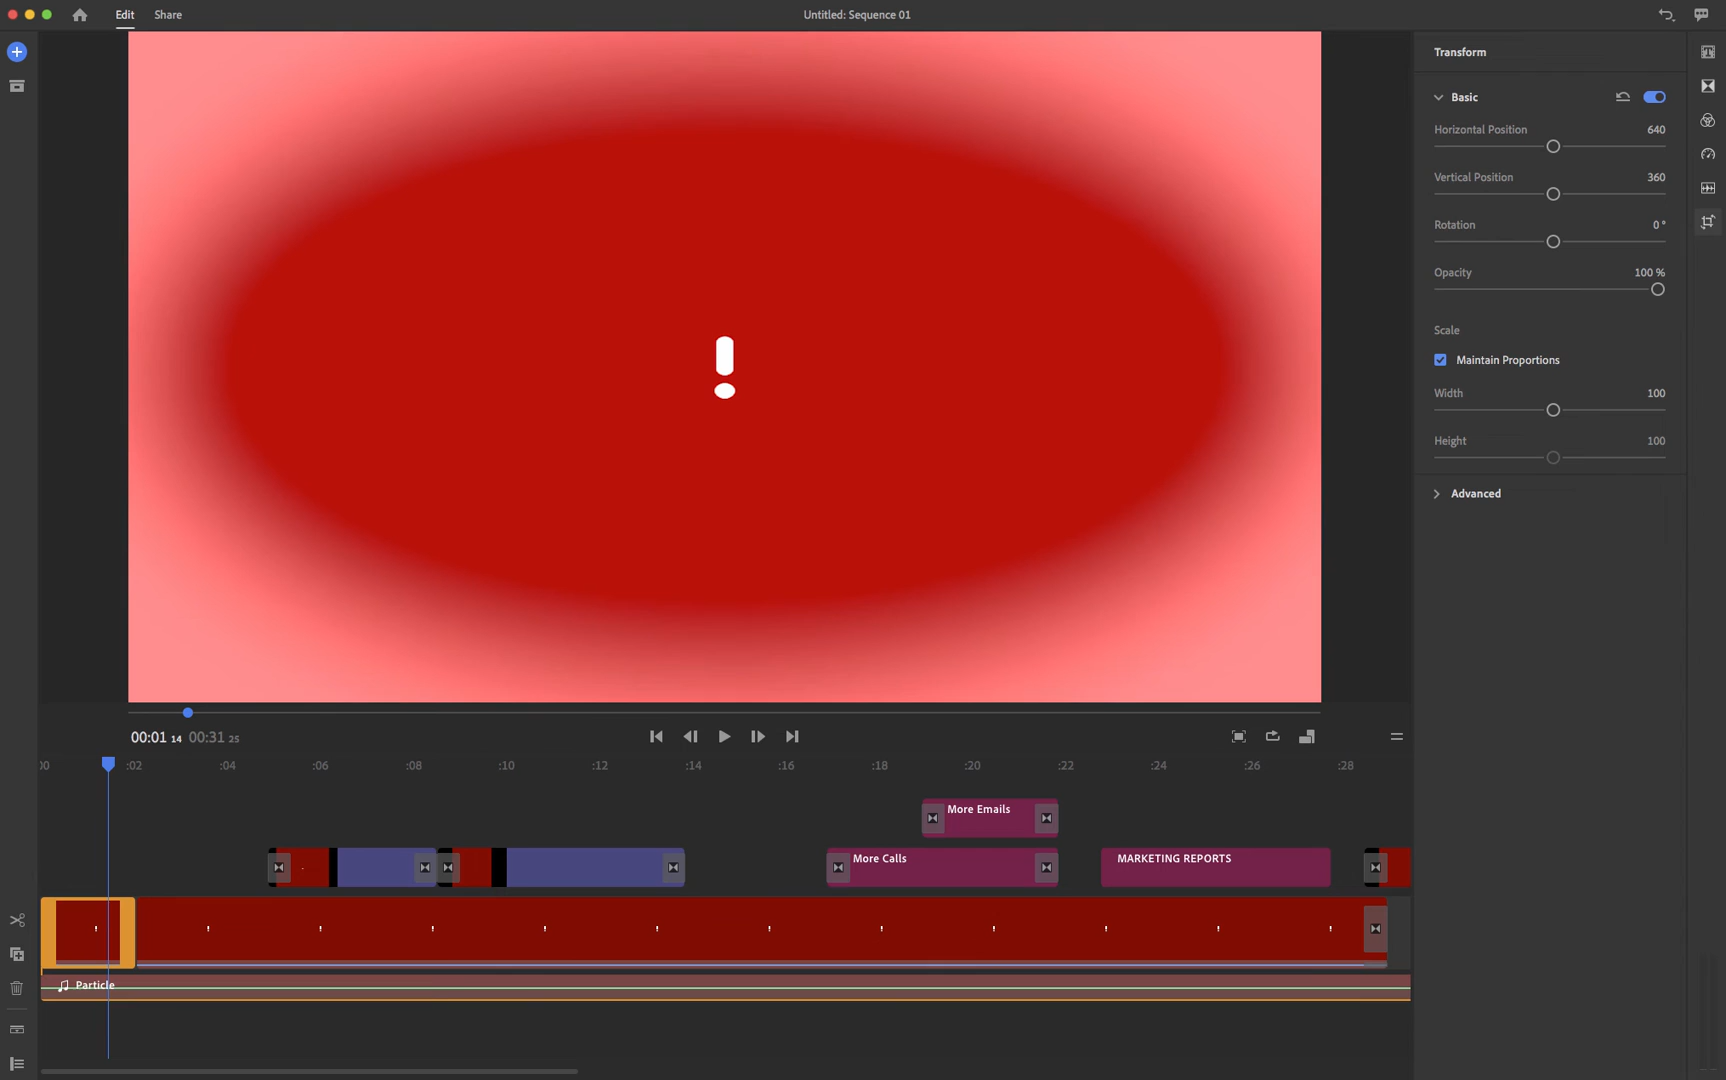 Edit
Share
Untitled: Sequence 01
Transform
Basic
Horizontal Position 640
Vertical Position 360
Rotation 0 °
Opacity 100 %
Scale
Maintain Proportions
Width 100
Height 100
Advanced
!
00:01 14 00:31 25
:00 :02 :04 :06 :08 :10 :12 :14 :16 :18 :20 :22 :24 :26 :28
More Emails
More Calls
MARKETING REPORTS
! ! ! ! ! ! ! ! ! ! ! !
Particle